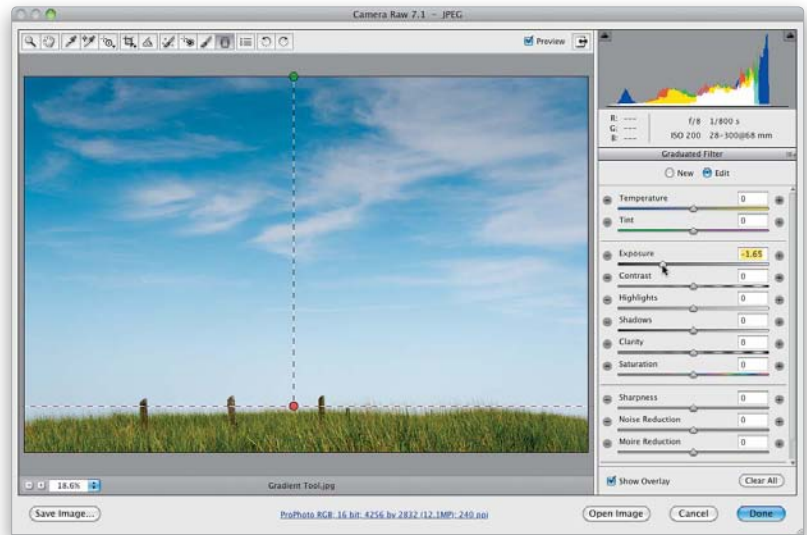 Camera Raw 7.1 – JPEG
Preview
R: ---
G: ---
B: ---
f/8 1/800 s
ISO 200 28–300@68 mm
Graduated Filter
New Edit
Temperature 0
Tint 0
Exposure -1.65
Contrast 0
Highlights 0
Shadows 0
Clarity 0
Saturation 0
Sharpness 0
Noise Reduction 0
Moire Reduction 0
18.6% Gradient Tool.jpg
Show Overlay Clear All
Save Image... ProPhoto RGB; 16 bit; 4256 by 2832 (12.1MP); 240 ppi Open Image Cancel Done